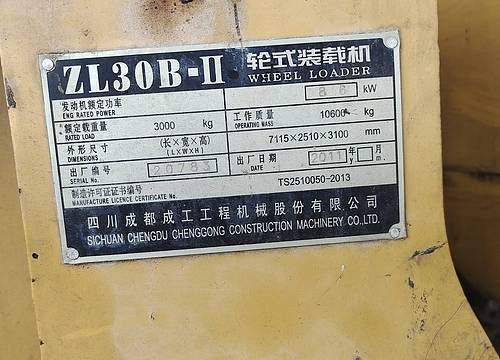 ZL30B-II 轮式装载机
WHEEL LOADER
发动机额定功率 86 kW
ENG RATED POWER
额定载重量 3000 kg 工作质量 10600 kg
RATED LOAD OPERATING MASS
外形尺寸 (长×宽×高) 7115×2510×3100 mm
DIMENSIONS (L×W×H)
出厂编号 20783 出厂日期 2011 年 月
SERIAL No. DATE Y m.
制造许可证证书编号 TS2510050-2013
MANUFACTURE LICENCE CERTIFICATE No.
四川成都成工工程机械股份有限公司
SICHUAN CHENGDU CHENGGONG CONSTRUCTION MACHINERY CO.,LTD.